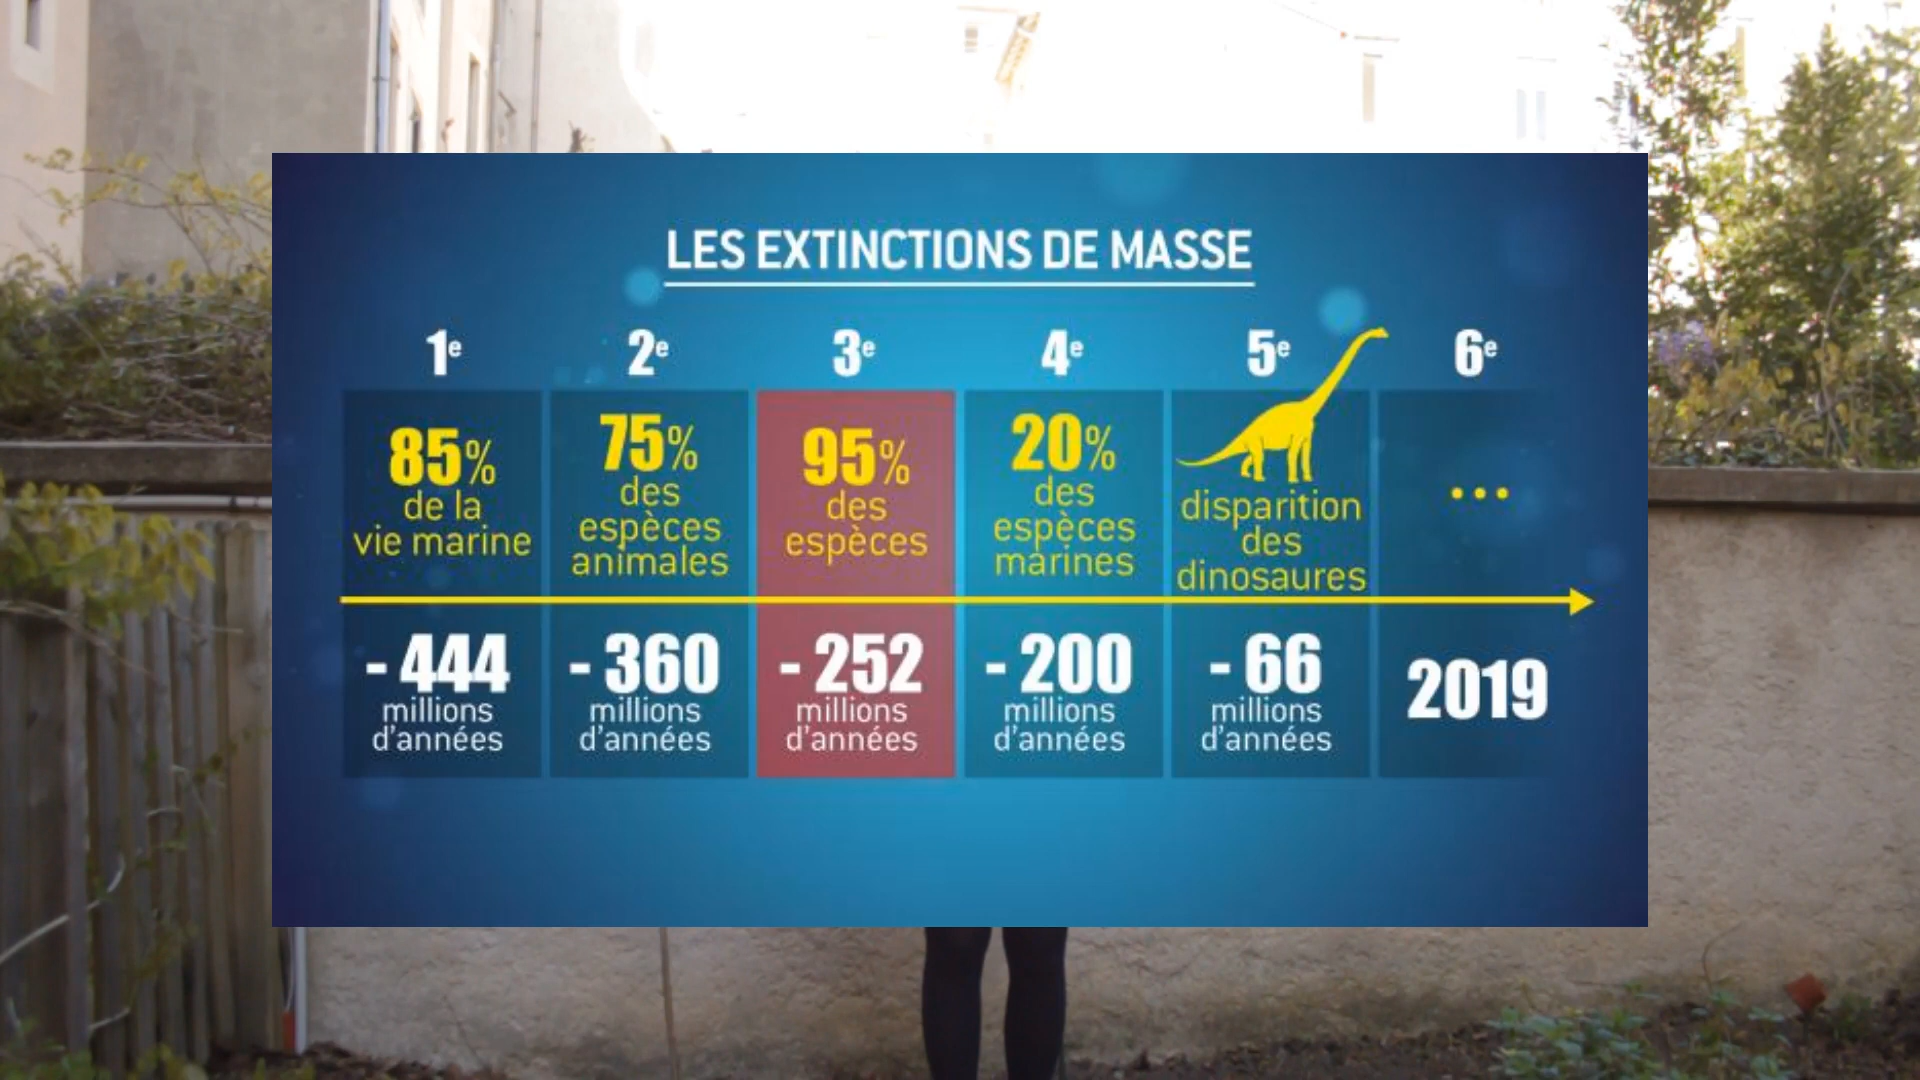 LES EXTINCTIONS DE MASSE
1e
2e
3e
4e
5e
6e
85%
de la
vie marine
75%
des
espèces
animales
95%
des
espèces
20%
des
espèces
marines
disparition
des
dinosaures
...
- 444
millions
d'années
- 360
millions
d'années
- 252
millions
d'années
- 200
millions
d'années
- 66
millions
d'années
2019